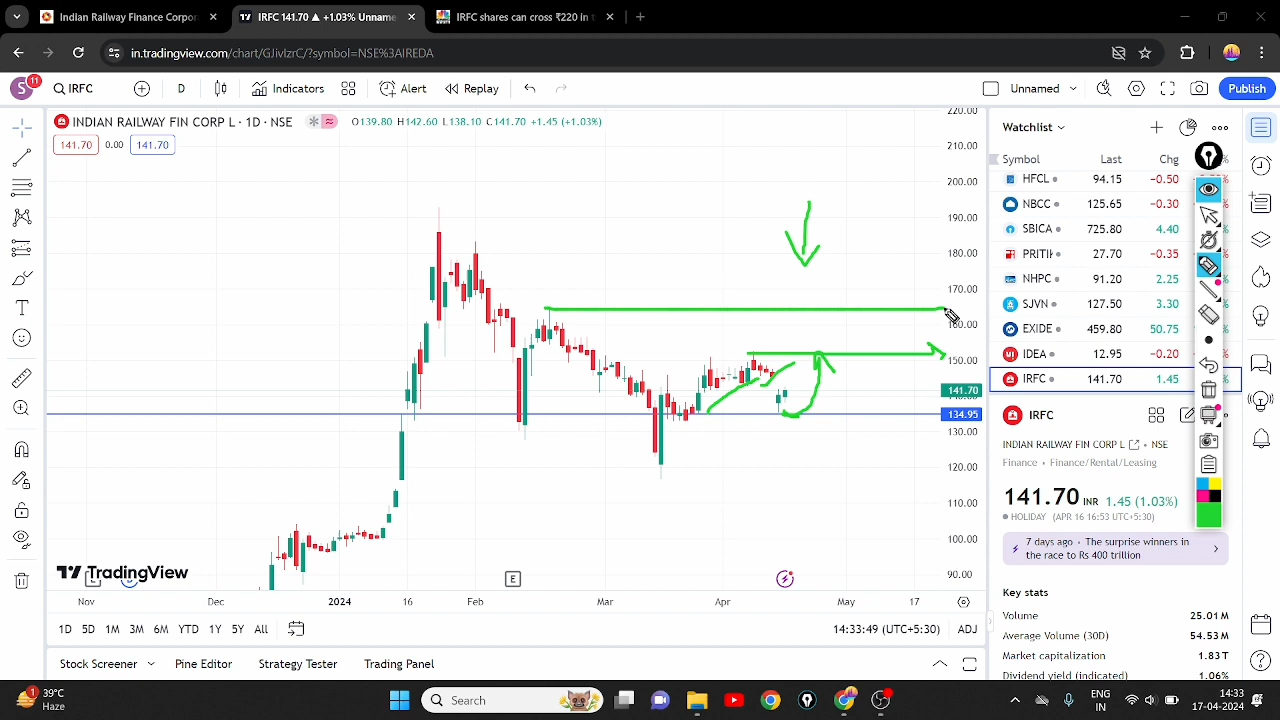 Indian Railway Finance Corpor
IRFC 141.70 ▲ +1.03% Unname
IRFC shares can cross ₹220 in t
in.tradingview.com/chart/GJivlzrC/?symbol=NSE%3AIREDA
S 11 IRFC D Indicators Alert Replay Unnamed Publish
INDIAN RAILWAY FIN CORP L · 1D · NSE O139.80 H142.60 L138.10 C141.70 +1.45 (+1.03%)
141.70 0.00 141.70
220.00
210.00
200.00
190.00
180.00
170.00
160.00
150.00
141.70
134.95
130.00
120.00
110.00
100.00
90.00
TradingView
E
Nov Dec 2024 16 Feb Mar Apr May 17
1D 5D 1M 3M 6M YTD 1Y 5Y All 14:33:49 (UTC+5:30) ADJ
Stock Screener Pine Editor Strategy Tester Trading Panel
Watchlist
Symbol Last Chg %
HFCL 94.15 -0.50
NBCC 125.65 -0.30
SBICA 725.80 4.40
PRITI 27.70 -0.35
NHPC 91.20 2.25
SJVN 127.50 3.30
EXIDE 459.80 50.75
IDEA 12.95 -0.20
IRFC 141.70 1.45
IRFC
INDIAN RAILWAY FIN CORP L · NSE
Finance · Finance/Rental/Leasing
141.70 INR 1.45 (1.03%)
HOLIDAY (APR 16 16:53 UTC+5:30)
7 days ago · The surprise winners in
the race to Rs 400 trillion
Key stats
Volume 25.01 M
Average Volume (30D) 54.53 M
Market capitalization 1.83 T
Dividend yield (indicated) 1.06%
1 39°C
Haze
Search
ENG
IN
14:33
17-04-2024